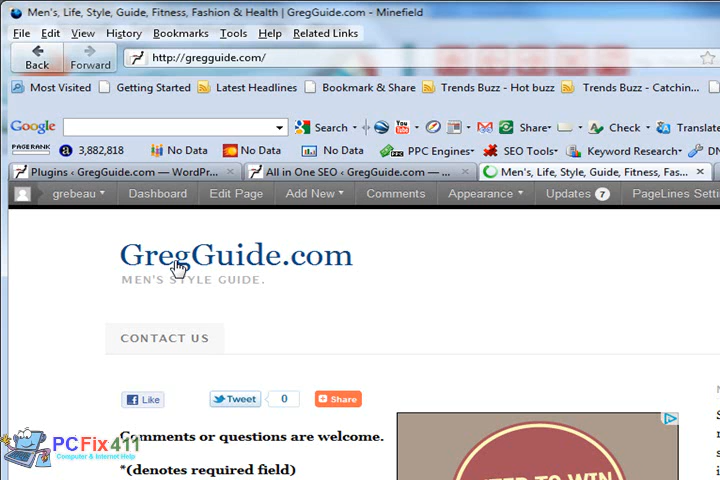 Men's, Life, Style, Guide, Fitness, Fashion & Health | GregGuide.com - Minefield
File Edit View History Bookmarks Tools Help Related Links
Back Forward http://gregguide.com/
Most Visited Getting Started Latest Headlines Bookmark & Share Trends Buzz - Hot buzz Trends Buzz - Catchin...
Google Search Share Check Translate
PAGERANK 3,882,818 No Data No Data No Data PPC Engines SEO Tools Keyword Research
Plugins ‹ GregGuide.com — WordPr... All in One SEO ‹ GregGuide.com — ... Men's, Life, Style, Guide, Fitness, Fas...
grebeau Dashboard Edit Page Add New Comments Appearance Updates 7 PageLines Setti
GregGuide.com
MEN'S STYLE GUIDE.
CONTACT US
Like Tweet 0 Share
Comments or questions are welcome.
*(denotes required field)
PCFix411
Computer & Internet Help